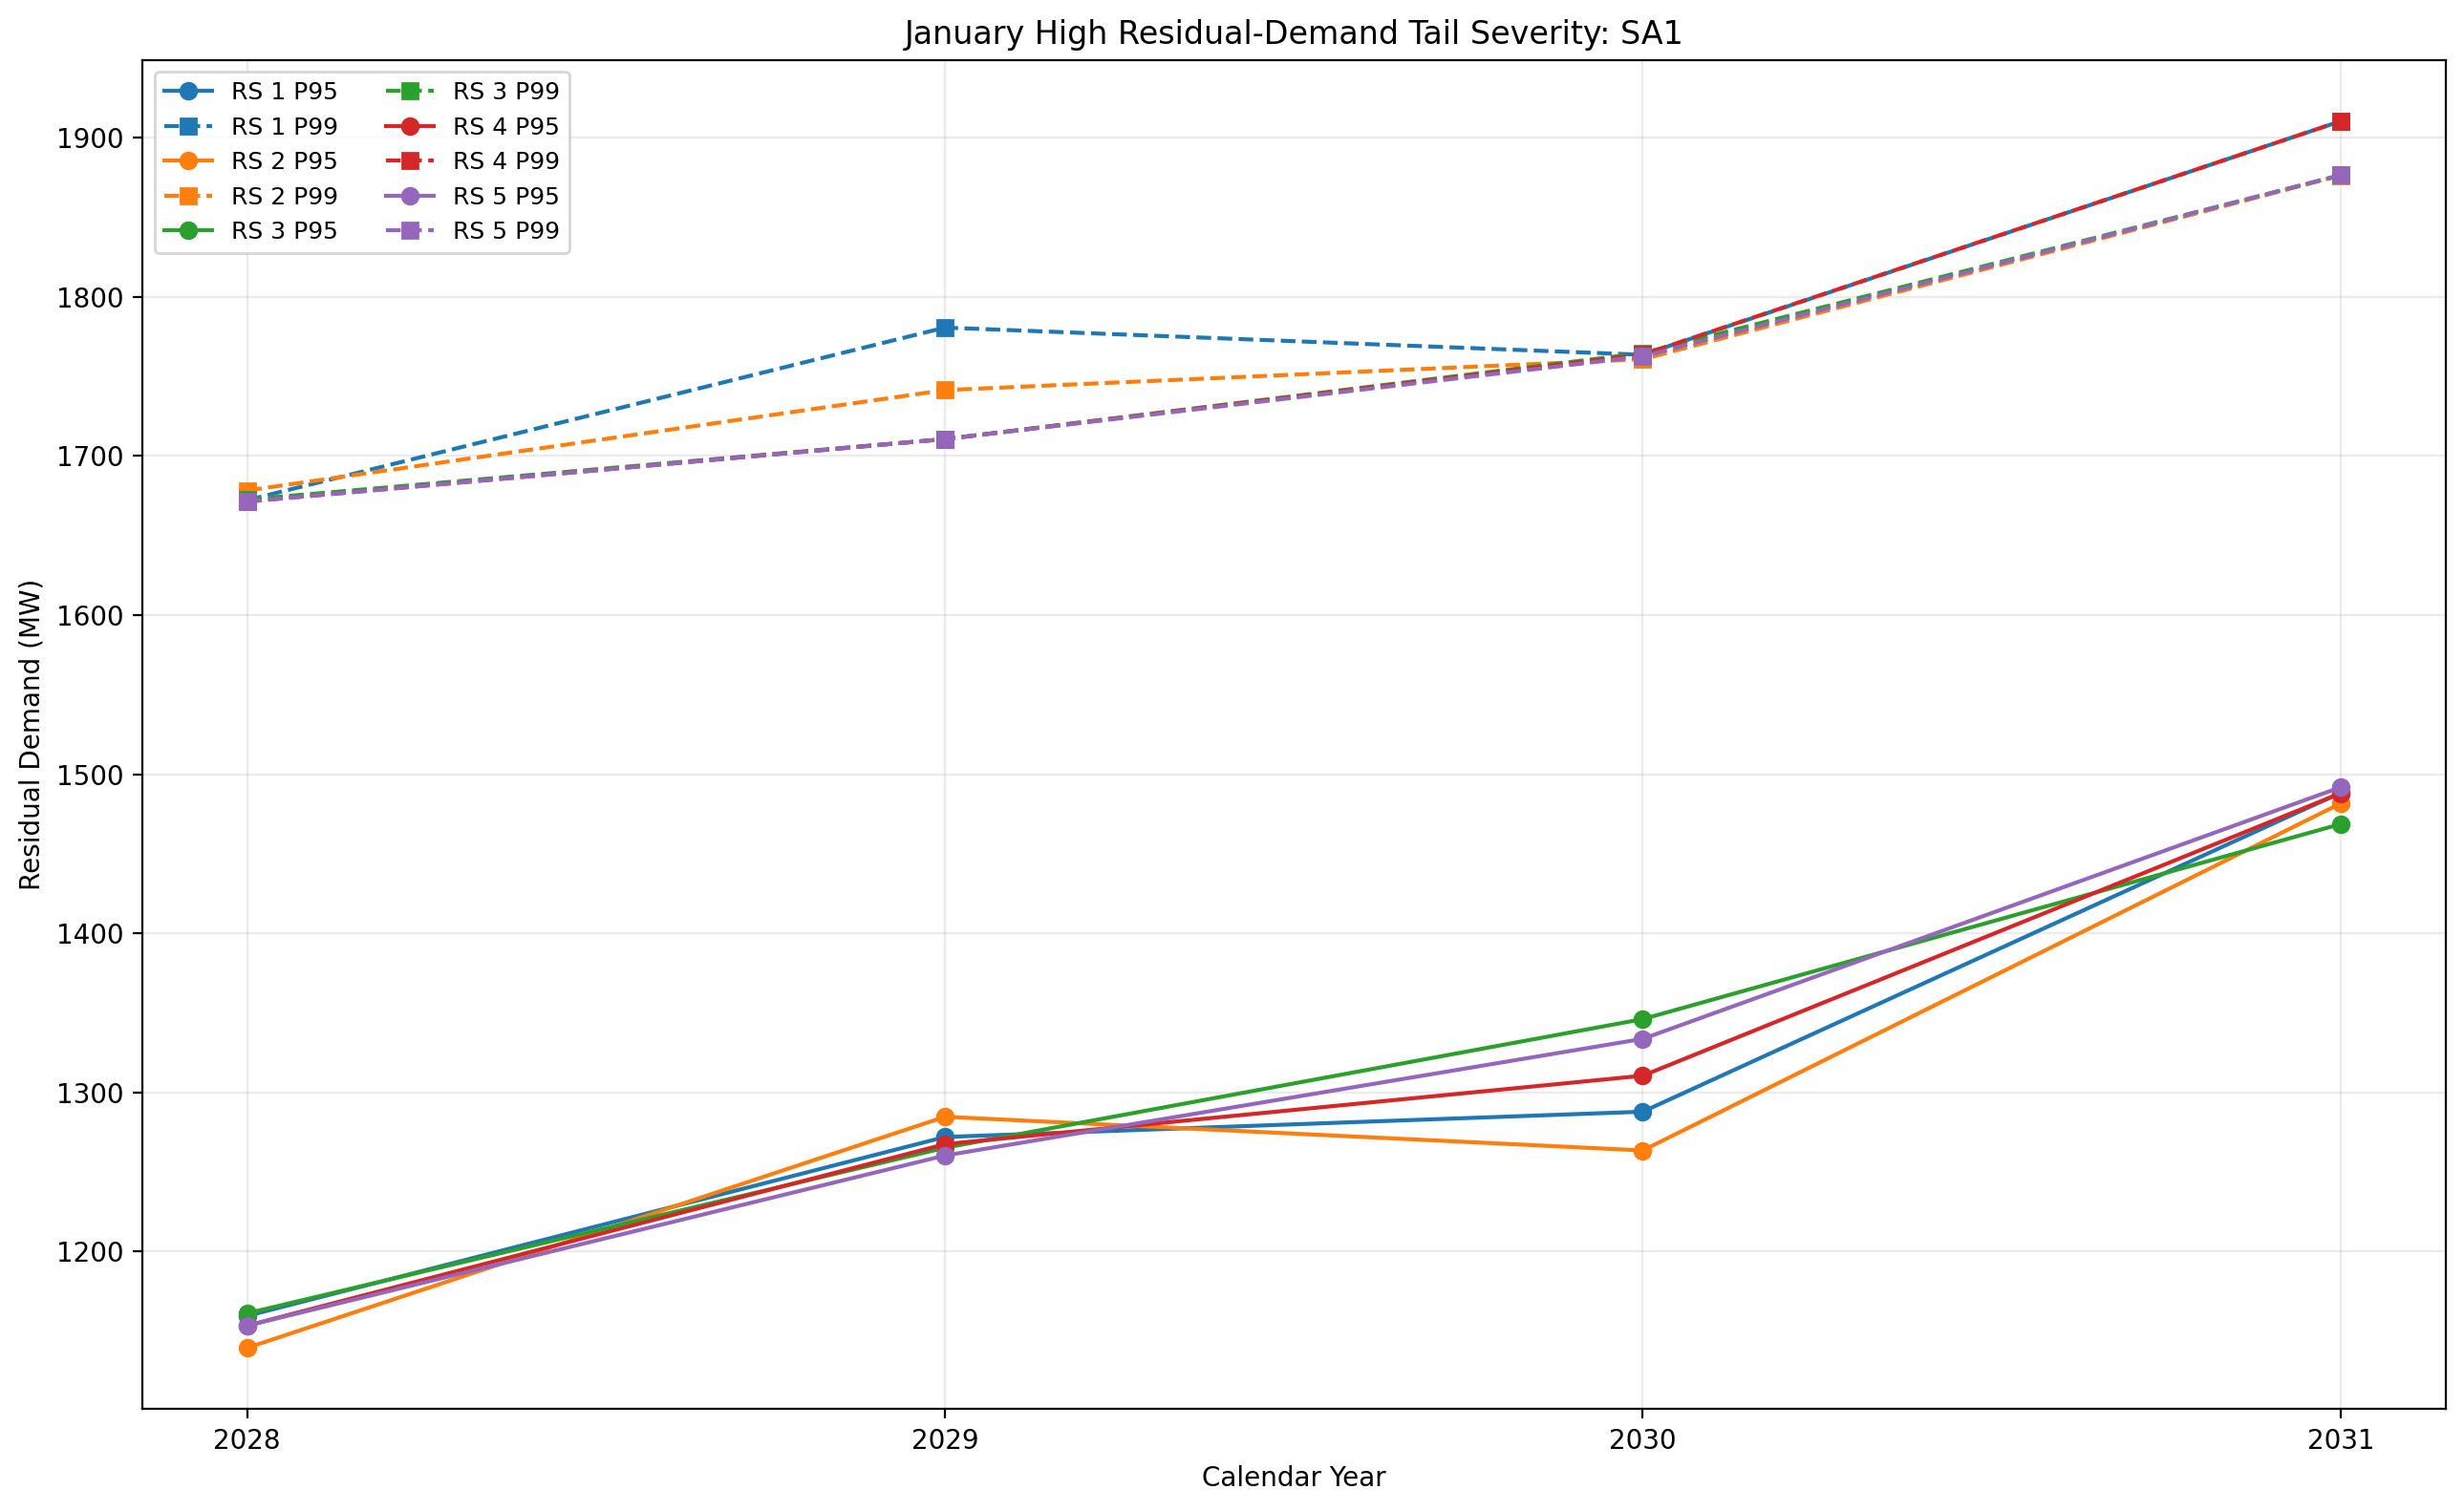 January High Residual-Demand Tail Severity: SA1
RS 1 P95
RS 1 P99
RS 2 P95
RS 2 P99
RS 3 P95
RS 3 P99
RS 4 P95
RS 4 P99
RS 5 P95
RS 5 P99
Residual Demand (MW)
1900
1800
1700
1600
1500
1400
1300
1200
2028
2029
2030
2031
Calendar Year